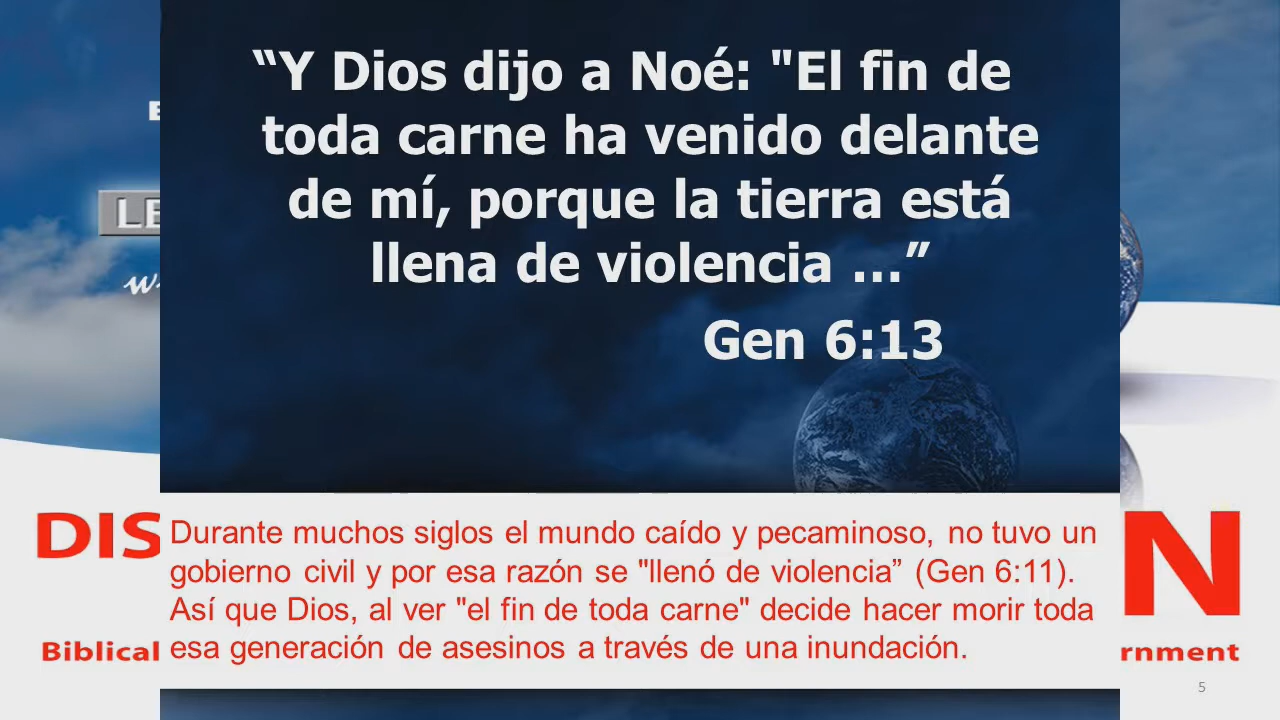 “Y Dios dijo a Noé: "El fin de
toda carne ha venido delante
de mí, porque la tierra está
llena de violencia …”
Gen 6:13
LE
DIS
N
Durante muchos siglos el mundo caído y pecaminoso, no tuvo un
gobierno civil y por esa razón se "llenó de violencia” (Gen 6:11).
Así que Dios, al ver "el fin de toda carne" decide hacer morir toda
esa generación de asesinos a través de una inundación.
Biblical
rnment
5